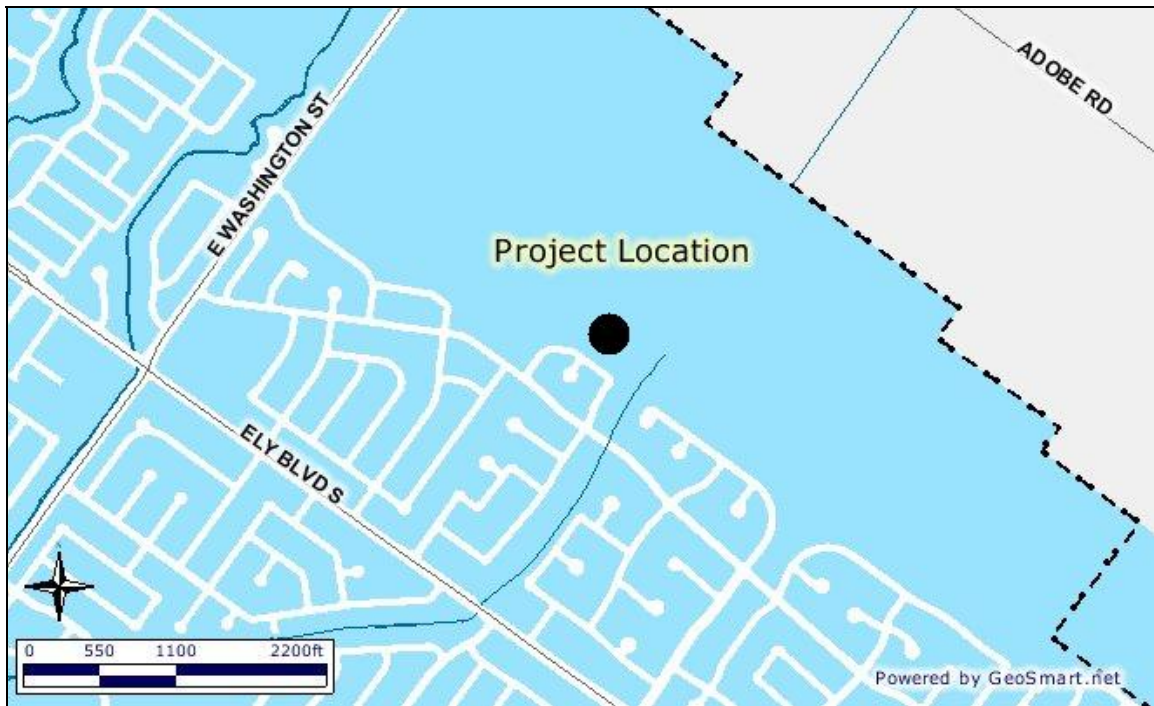 ADOBE RD
E WASHINGTON ST
Project Location
ELY BLVD S
0 550 1100 2200ft
Powered by GeoSmart.net